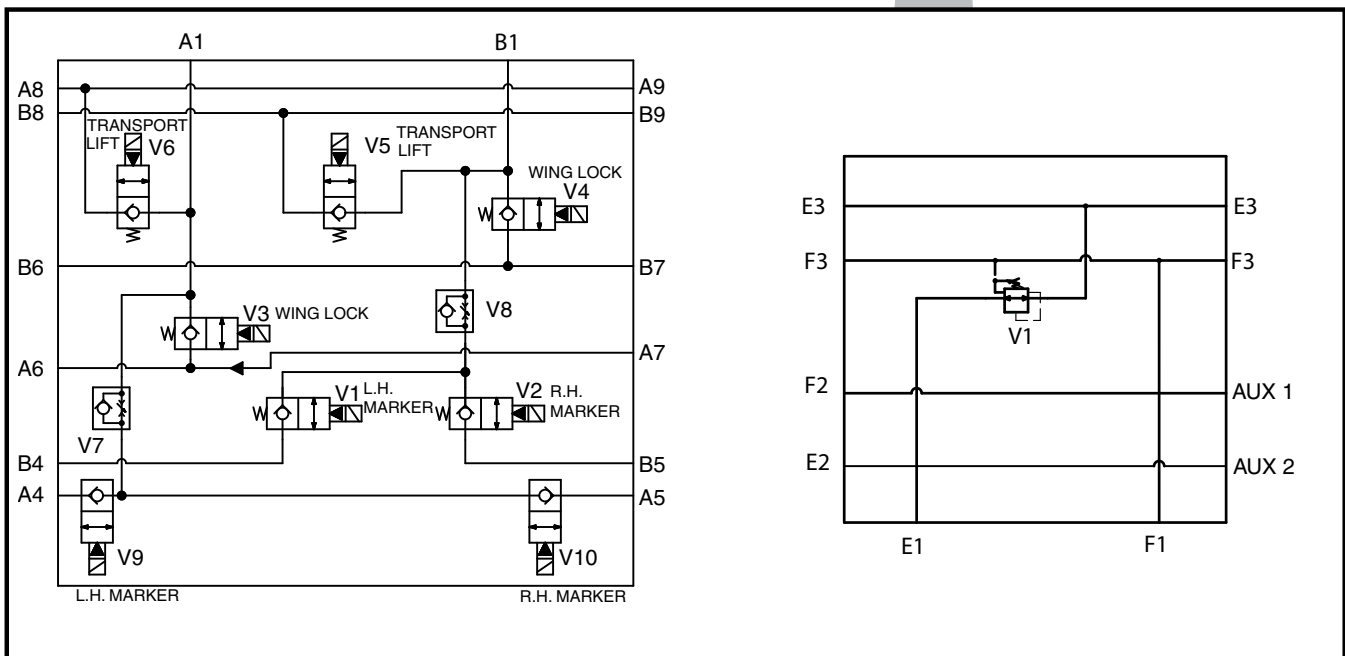 A1
B1
A8
A9
B8
B9
TRANSPORT
LIFT
V6
V5
TRANSPORT
LIFT
WING LOCK
V4
B6
B7
V8
V3
WING LOCK
A7
A6
V1
L.H.
MARKER
V2
R.H.
MARKER
V7
B4
B5
A4
A5
V9
V10
L.H. MARKER
R.H. MARKER
E3
E3
F3
F3
V1
F2
AUX 1
E2
AUX 2
E1
F1